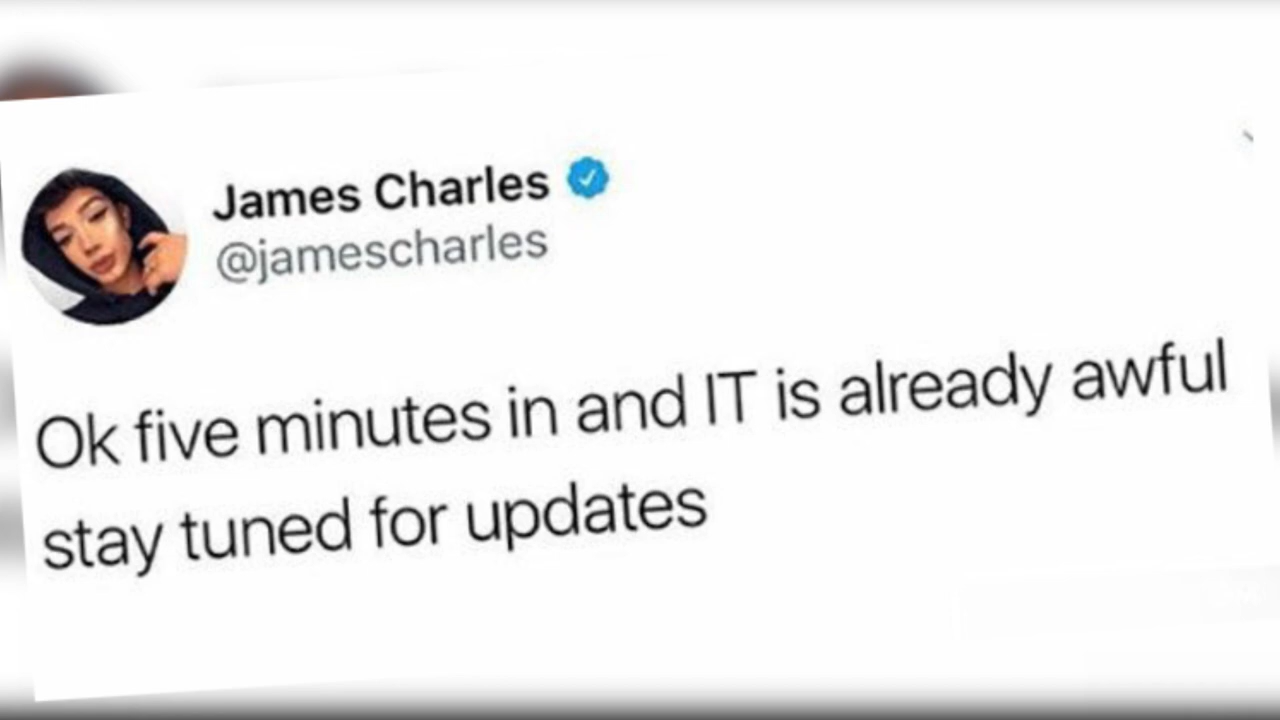 James Charles
@jamescharles
Ok five minutes in and IT is already awful
stay tuned for updates